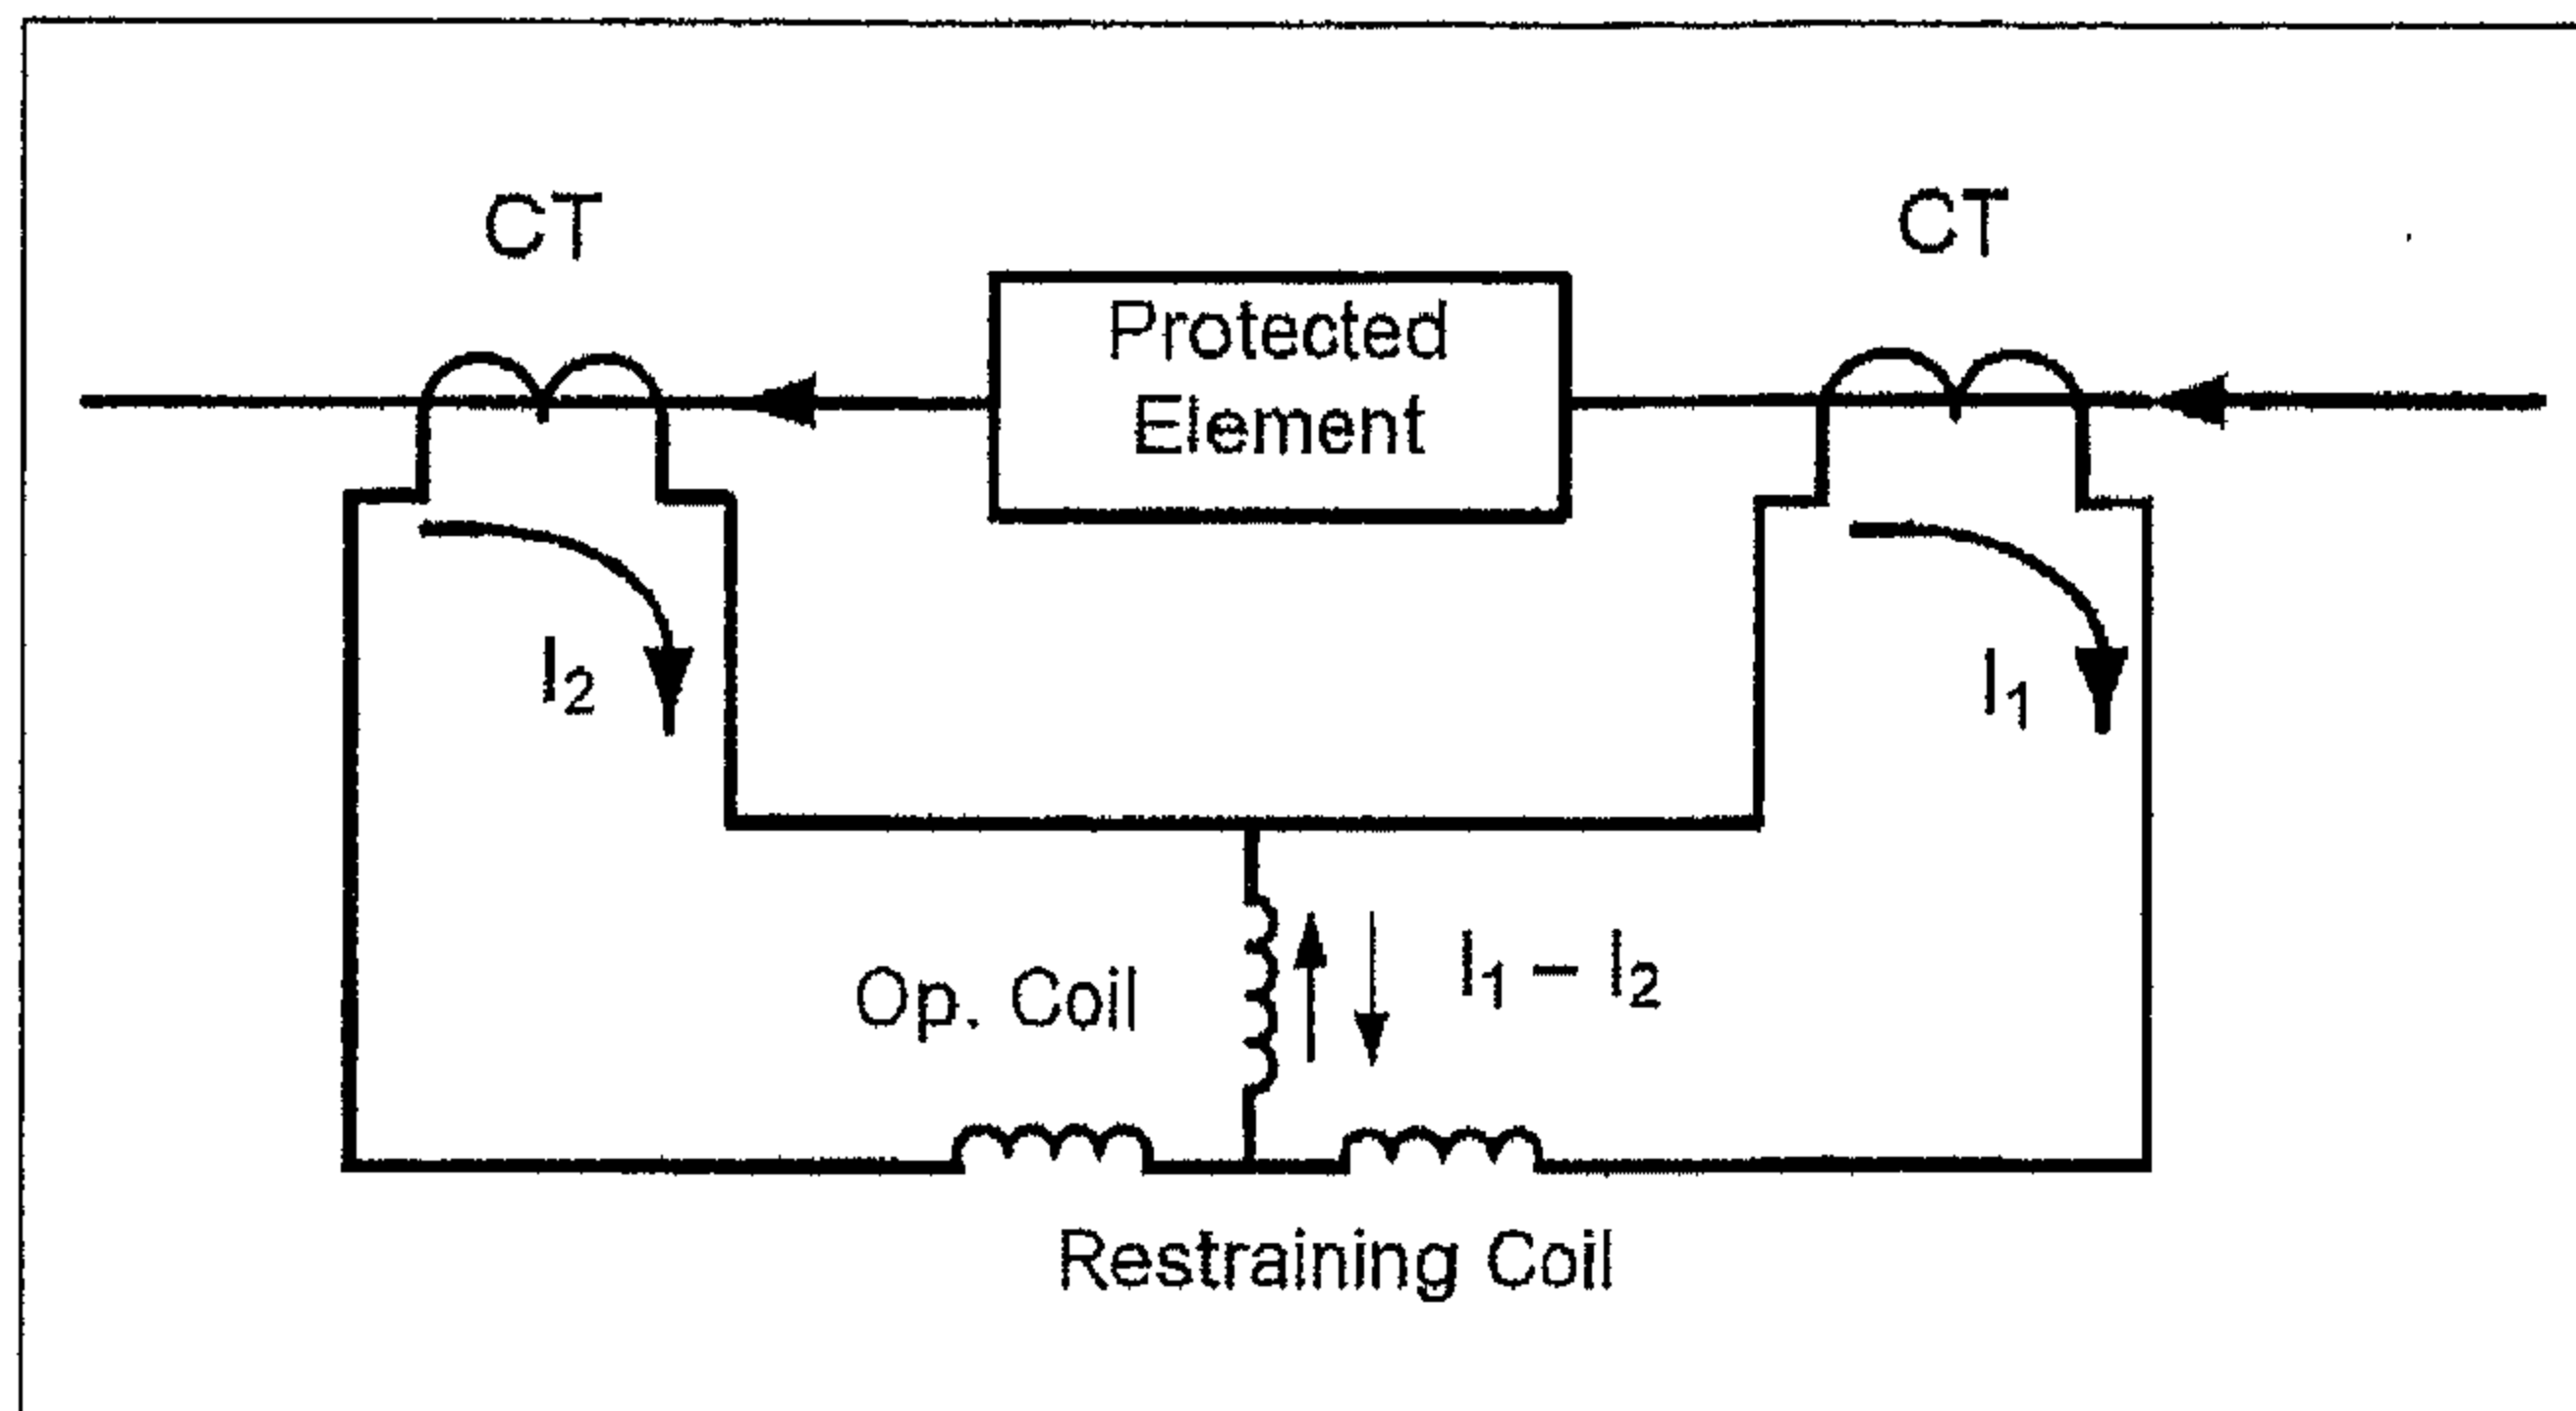 CT
CT
Protected
Element
I₂
I₁
Op. Coil
I₁ – I₂
Restraining Coil